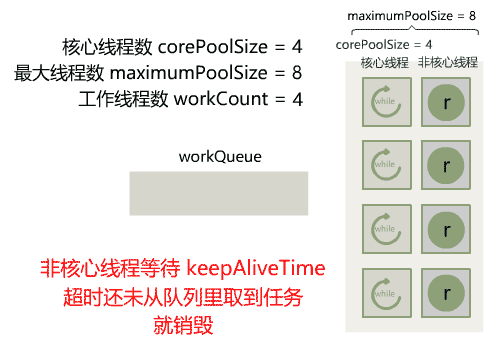 maximumPoolSize = 8
核心线程数 corePoolSize = 4
最大线程数 maximumPoolSize = 8
工作线程数 workCount = 4
corePoolSize = 4
核心线程 非核心线程
while r
while r
while r
while r
workQueue
非核心线程等待 keepAliveTime
超时还未从队列里取到任务
就销毁